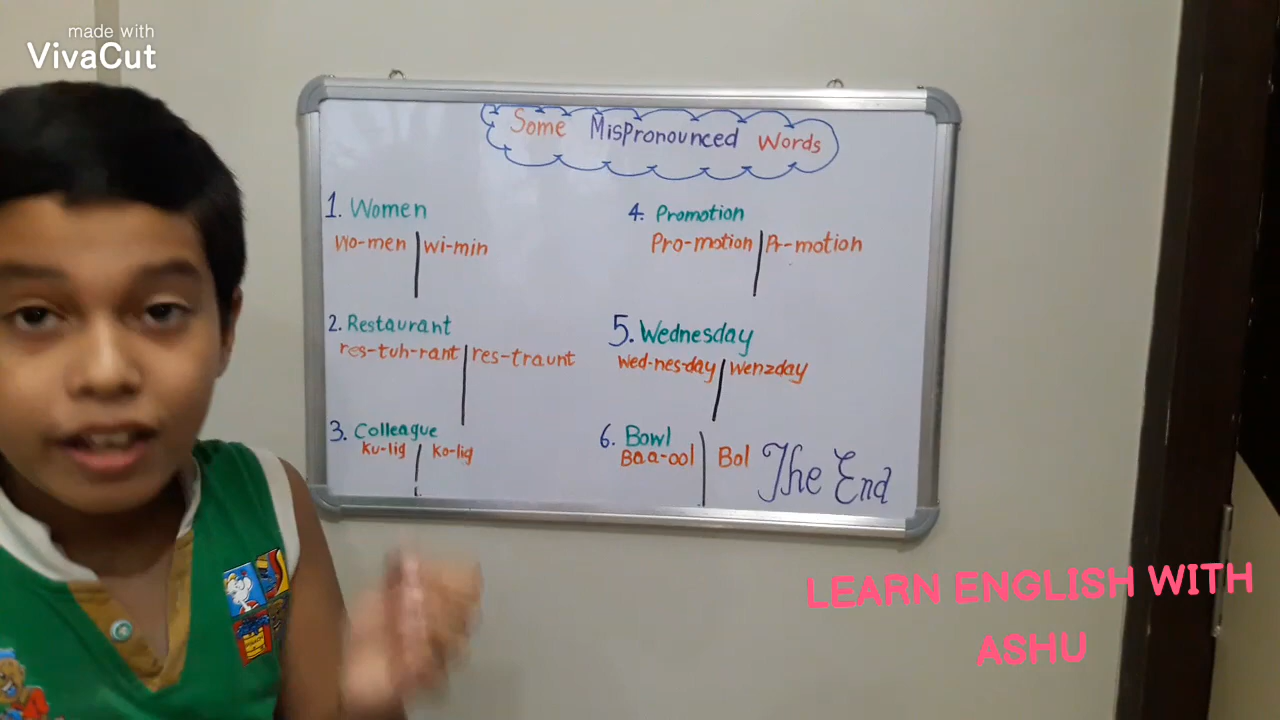 made with
VivaCut
Some Mispronounced Words
1. Women
Wo-men | wi-min
2. Restaurant
res-tuh-rant | res-traunt
3. Colleague
Ku-lig | Ko-lig
4. Promotion
Pro-motion | Pr-motion
5. Wednesday
Wed-nes-day | Wenzday
6. Bowl
Baa-ool | Bol
The End
LEARN ENGLISH WITH
ASHU